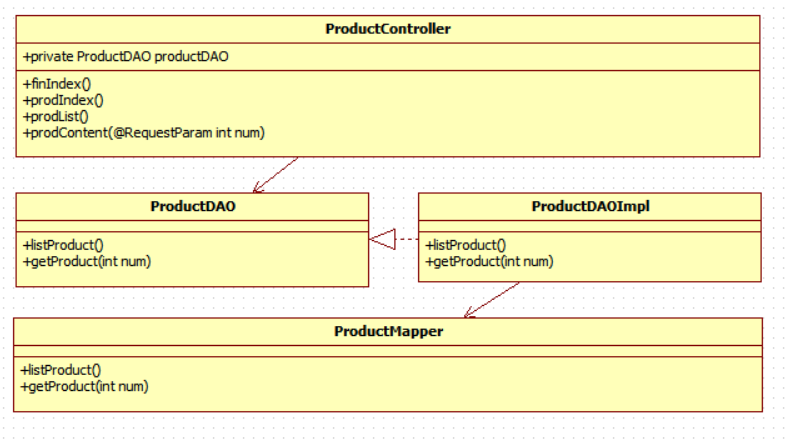 ProductController
+private ProductDAO productDAO
+finIndex()
+prodIndex()
+prodList()
+prodContent(@RequestParam int num)
ProductDAO
+listProduct()
+getProduct(int num)
ProductDAOImpl
+listProduct()
+getProduct(int num)
ProductMapper
+listProduct()
+getProduct(int num)